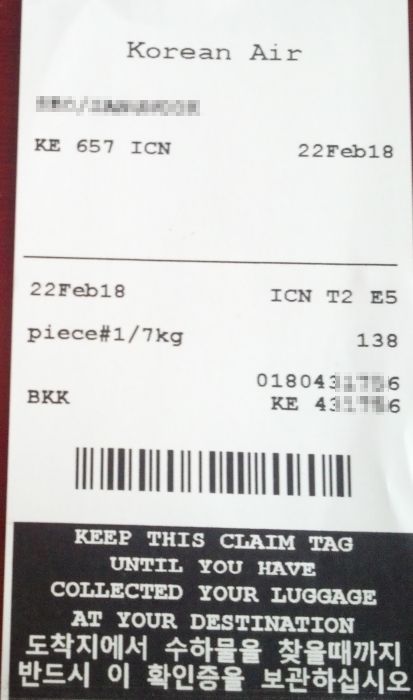 Korean Air
KE 657 ICN 22Feb18
22Feb18 ICN T2 E5
piece#1/7kg 138
BKK
KEEP THIS CLAIM TAG
UNTIL YOU HAVE
COLLECTED YOUR LUGGAGE
AT YOUR DESTINATION
도착지에서 수하물을 찾을때까지
반드시 이 확인증을 보관하십시오